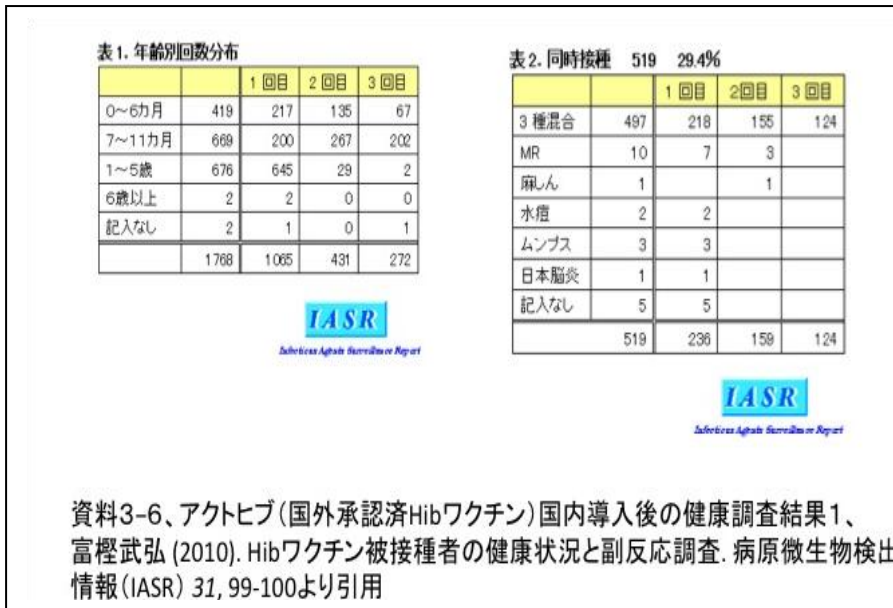 表1. 年齢別回数分布
1回目 2回目 3回目
0～6カ月 419 217 135 67
7～11カ月 669 200 267 202
1～5歳 676 645 29 2
6歳以上 2 2 0 0
記入なし 2 1 0 1
1768 1065 431 272
IASR
Infectious Agents Surveillance Report
表2. 同時接種 519 29.4%
1回目 2回目 3回目
3種混合 497 218 155 124
MR 10 7 3
麻しん 1 1
水痘 2 2
ムンプス 3 3
日本脳炎 1 1
記入なし 5 5
519 236 159 124
IASR
Infectious Agents Surveillance Report
資料3-6、アクトヒブ（国外承認済Hibワクチン）国内導入後の健康調査結果1、
富樫武弘 (2010). Hibワクチン被接種者の健康状況と副反応調査. 病原微生物検出
情報（IASR） 31, 99-100より引用